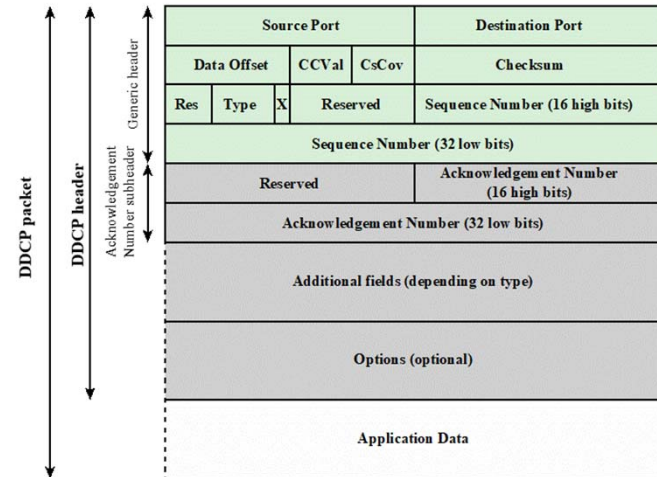 Source Port
Destination Port
Data Offset
CCVal
CsCov
Checksum
Res
Type
X
Reserved
Sequence Number (16 high bits)
Sequence Number (32 low bits)
Reserved
Acknowledgement Number
(16 high bits)
Acknowledgement Number (32 low bits)
Additional fields (depending on type)
Options (optional)
Application Data
DDCP packet
DDCP header
Generic header
Acknowledgement
Number subheader